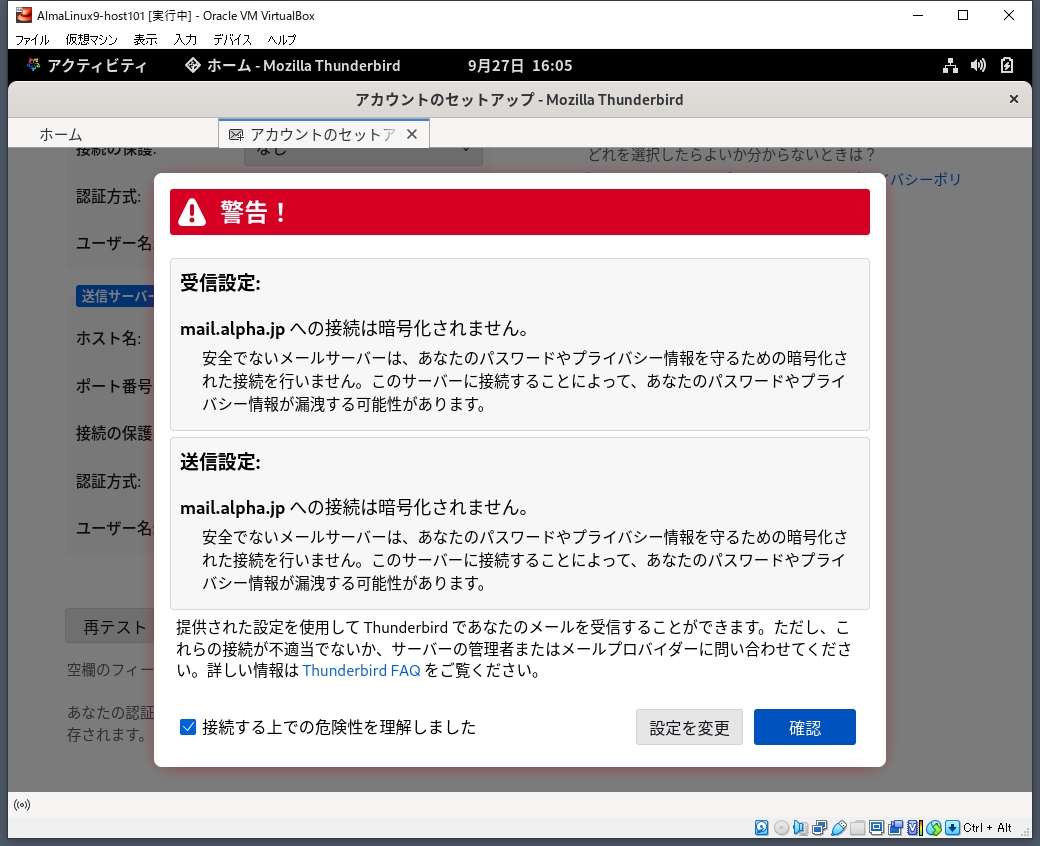 AlmaLinux9-host101 [実行中] - Oracle VM VirtualBox
ファイル 仮想マシン 表示 入力 デバイス ヘルプ
アクティビティ ホーム - Mozilla Thunderbird 9月27日 16:05
アカウントのセットアップ - Mozilla Thunderbird
ホーム アカウントのセットア
接続の保護: なし
どれを選択したらよいか分からないときは？
バシーポリ
認証方式:
ユーザー名
警告！
受信設定:
mail.alpha.jp への接続は暗号化されません。
安全でないメールサーバーは、あなたのパスワードやプライバシー情報を守るための暗号化さ
れた接続を行いません。このサーバーに接続することによって、あなたのパスワードやプライ
バシー情報が漏洩する可能性があります。
送信サーバー
ホスト名:
ポート番号
接続の保護
認証方式:
ユーザー名
送信設定:
mail.alpha.jp への接続は暗号化されません。
安全でないメールサーバーは、あなたのパスワードやプライバシー情報を守るための暗号化さ
れた接続を行いません。このサーバーに接続することによって、あなたのパスワードやプライ
バシー情報が漏洩する可能性があります。
再テスト
空欄のフィー
あなたの認証
存されます。
提供された設定を使用して Thunderbird であなたのメールを受信することができます。ただし、こ
れらの接続が不適当でないか、サーバーの管理者またはメールプロバイダーに問い合わせてくださ
い。詳しい情報は Thunderbird FAQ をご覧ください。
接続する上での危険性を理解しました
設定を変更 確認
Ctrl + Alt